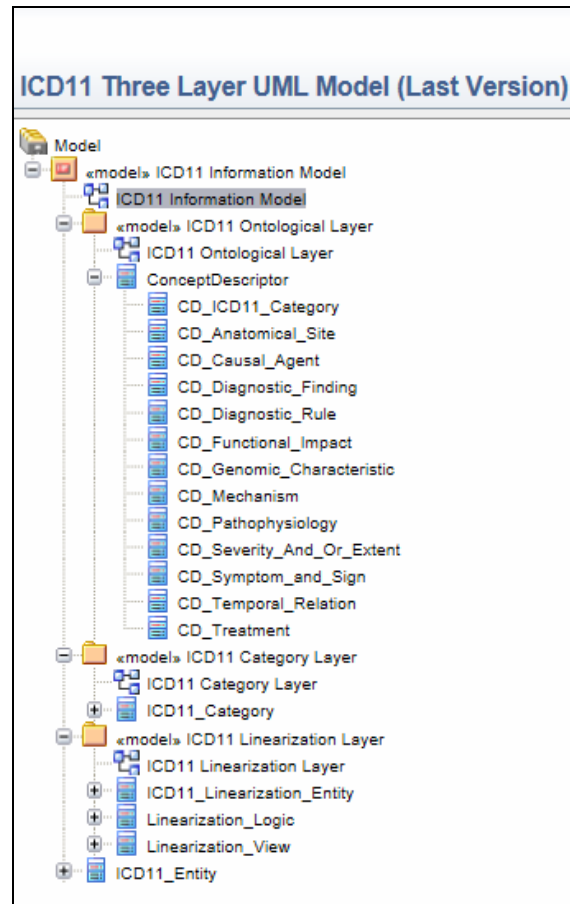 ICD11 Three Layer UML Model (Last Version)
Model
«model» ICD11 Information Model
ICD11 Information Model
«model» ICD11 Ontological Layer
ICD11 Ontological Layer
ConceptDescriptor
CD_ICD11_Category
CD_Anatomical_Site
CD_Causal_Agent
CD_Diagnostic_Finding
CD_Diagnostic_Rule
CD_Functional_Impact
CD_Genomic_Characteristic
CD_Mechanism
CD_Pathophysiology
CD_Severity_And_Or_Extent
CD_Symptom_and_Sign
CD_Temporal_Relation
CD_Treatment
«model» ICD11 Category Layer
ICD11 Category Layer
ICD11_Category
«model» ICD11 Linearization Layer
ICD11 Linearization Layer
ICD11_Linearization_Entity
Linearization_Logic
Linearization_View
ICD11_Entity